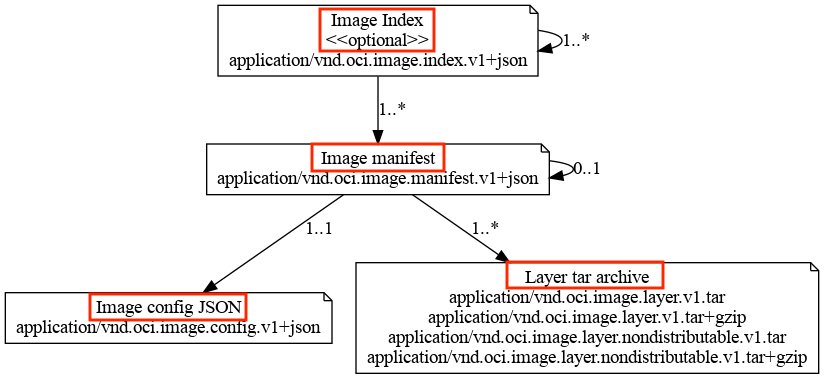 Image Index
<<optional>>
application/vnd.oci.image.index.v1+json
1..*
1..*
Image manifest
application/vnd.oci.image.manifest.v1+json
0..1
1..1
1..*
Image config JSON
application/vnd.oci.image.config.v1+json
Layer tar archive
application/vnd.oci.image.layer.v1.tar
application/vnd.oci.image.layer.v1.tar+gzip
application/vnd.oci.image.layer.nondistributable.v1.tar
application/vnd.oci.image.layer.nondistributable.v1.tar+gzip